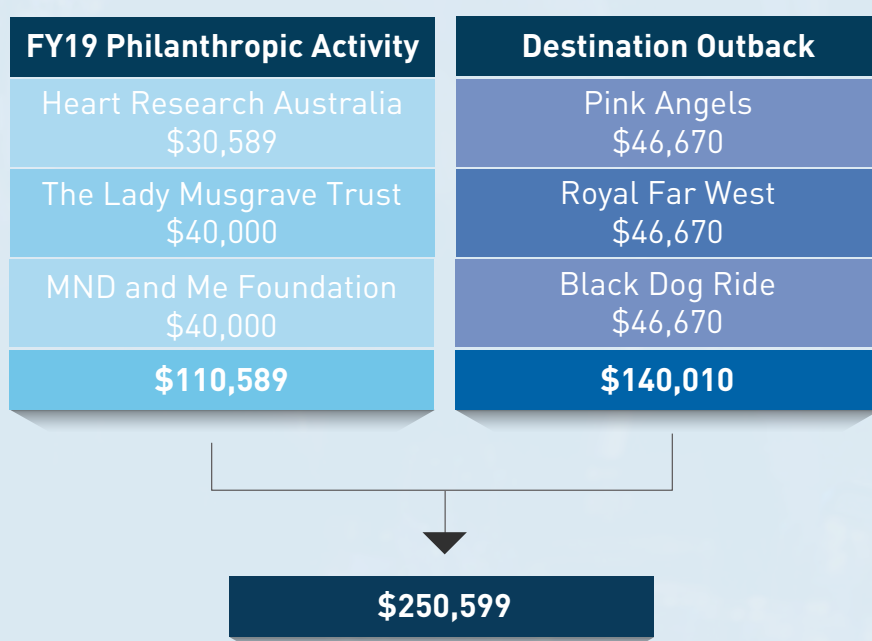 FY19 Philanthropic Activity
Heart Research Australia
$30,589
The Lady Musgrave Trust
$40,000
MND and Me Foundation
$40,000
$110,589
Destination Outback
Pink Angels
$46,670
Royal Far West
$46,670
Black Dog Ride
$46,670
$140,010
$250,599